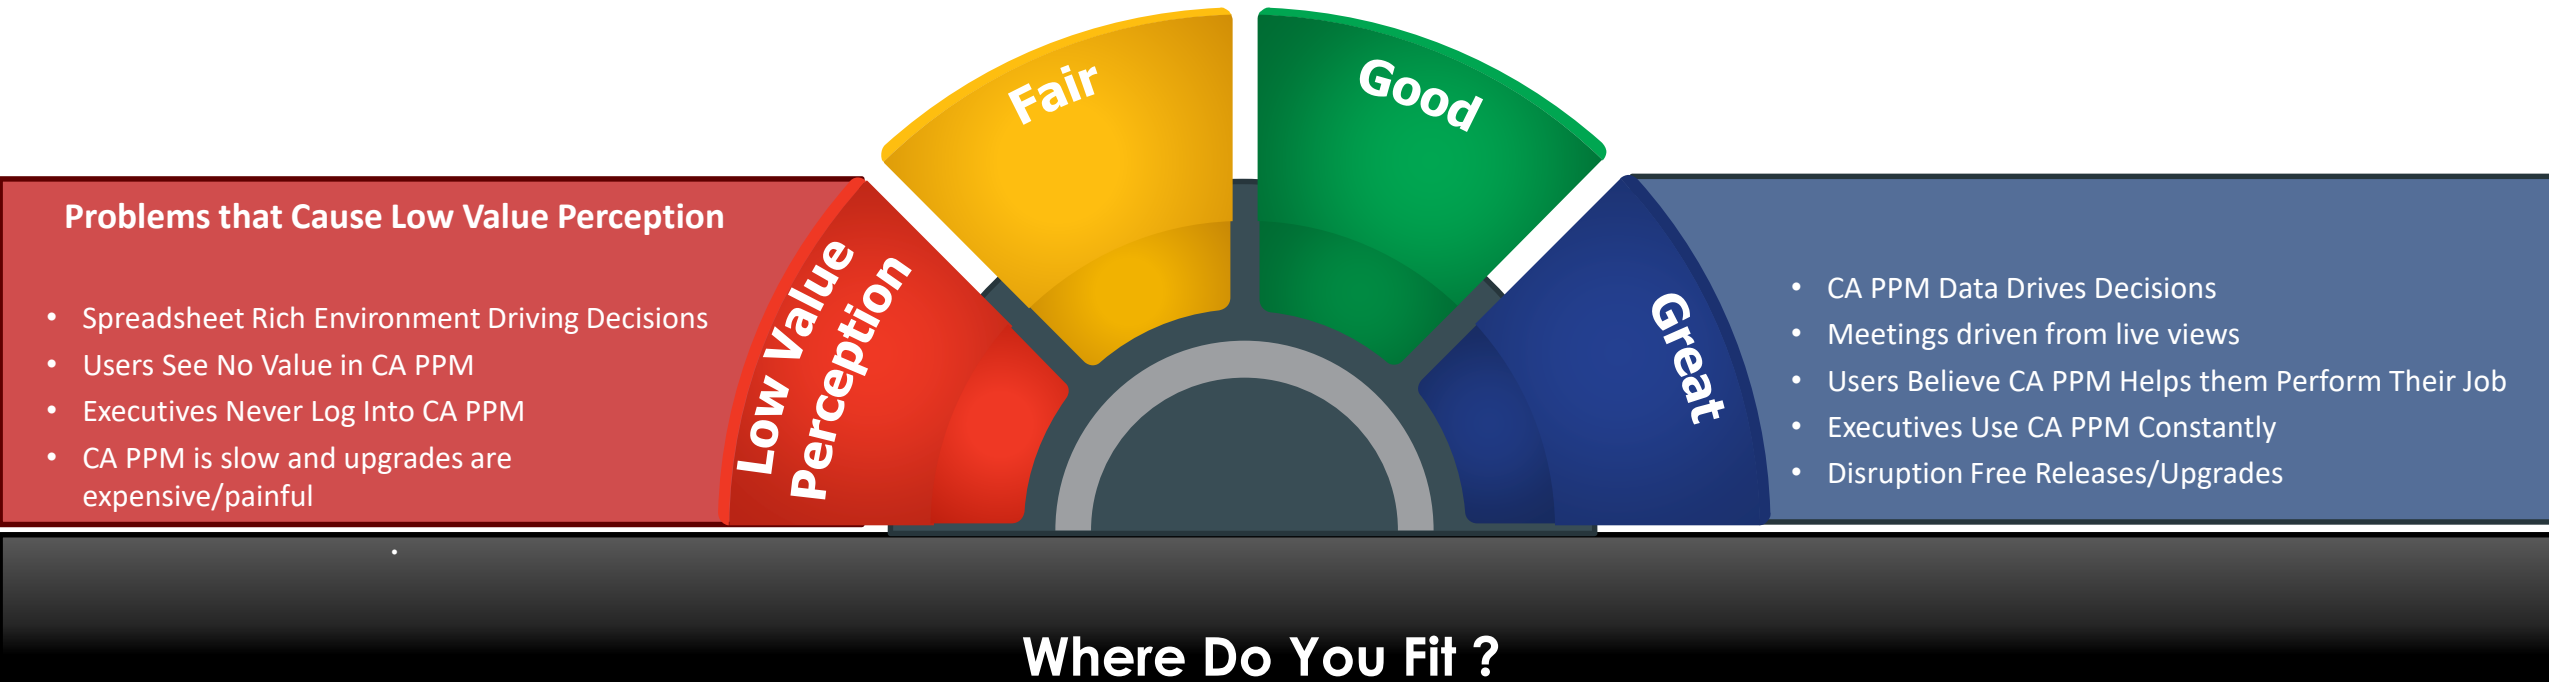 Fair
Good
Problems that Cause Low Value Perception
• Spreadsheet Rich Environment Driving Decisions
• Users See No Value in CA PPM
• Executives Never Log Into CA PPM
• CA PPM is slow and upgrades are
expensive/painful
Low Value
Perception
Great
• CA PPM Data Drives Decisions
• Meetings driven from live views
• Users Believe CA PPM Helps them Perform Their Job
• Executives Use CA PPM Constantly
• Disruption Free Releases/Upgrades
.
Where Do You Fit ?